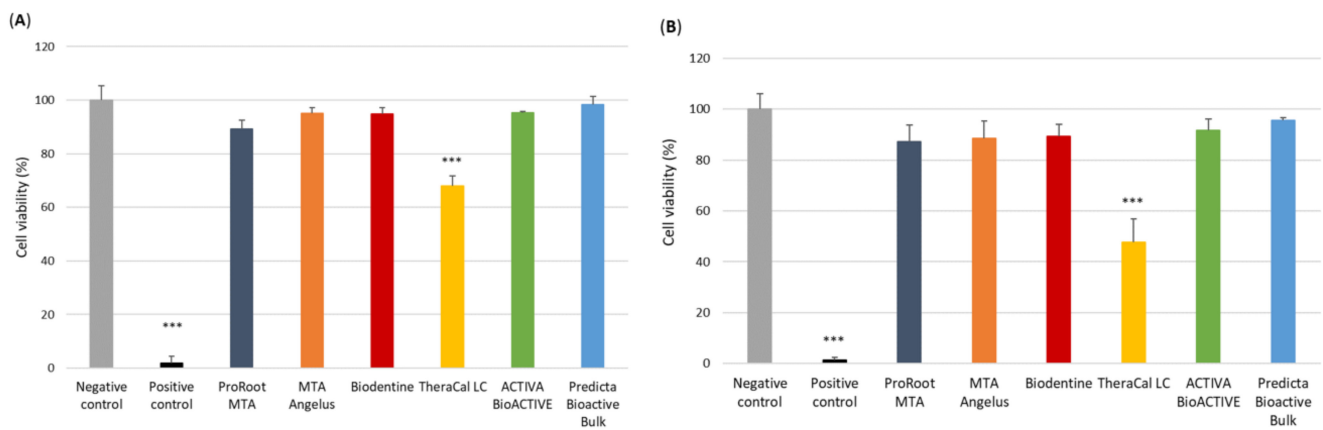 (A)
120
100
80
60
40
20
0
Cell viability (%)
***
***
Negative
control
Positive
control
ProRoot
MTA
MTA
Angelus
Biodentine
TheraCal LC
ACTIVA
BioACTIVE
Predicta
Bioactive
Bulk
(B)
120
100
80
60
40
20
0
Cell viability (%)
***
***
Negative
control
Positive
control
ProRoot
MTA
MTA
Angelus
Biodentine
TheraCal LC
ACTIVA
BioACTIVE
Predicta
Bioactive
Bulk